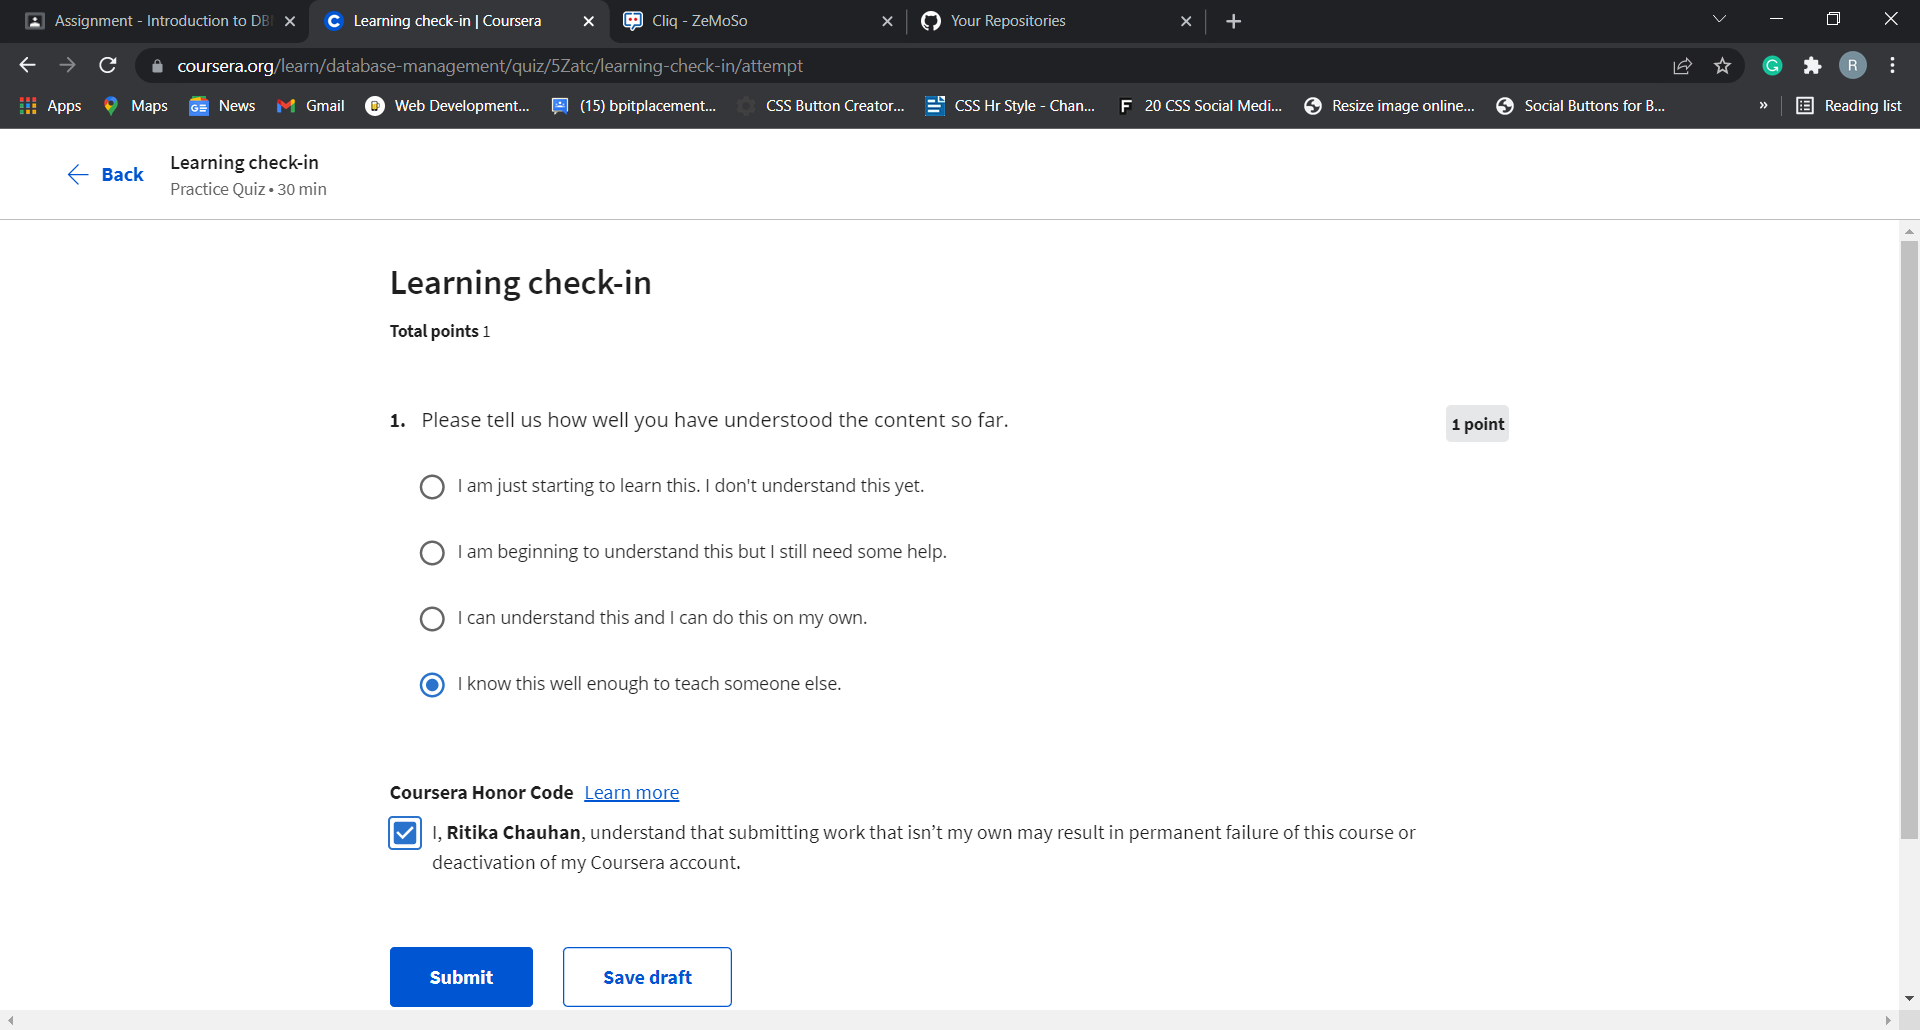 Assignment - Introduction to DB
Learning check-in | Coursera
Cliq - ZeMoSo
Your Repositories
coursera.org/learn/database-management/quiz/5Zatc/learning-check-in/attempt
R
Apps
Maps
News
Gmail
Web Development...
(15) bpitplacement...
CSS Button Creator...
CSS Hr Style - Chan...
20 CSS Social Medi...
Resize image online...
Social Buttons for B...
»
Reading list
Back
Learning check-in
Practice Quiz • 30 min
Learning check-in
Total points 1
1. Please tell us how well you have understood the content so far.
1 point
I am just starting to learn this. I don't understand this yet.
I am beginning to understand this but I still need some help.
I can understand this and I can do this on my own.
I know this well enough to teach someone else.
Coursera Honor Code Learn more
I, Ritika Chauhan, understand that submitting work that isn’t my own may result in permanent failure of this course or
deactivation of my Coursera account.
Submit
Save draft